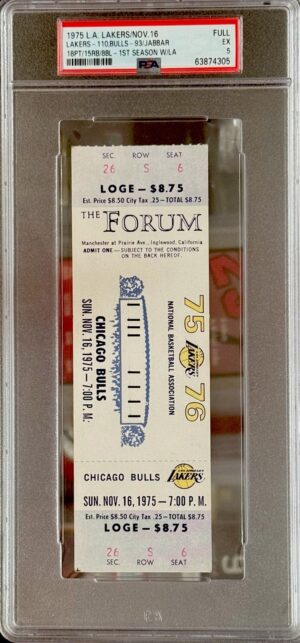 1975 L.A. LAKERS/NOV.16
FULL
LAKERS - 110,BULLS - 93/JABBAR
EX
18PT/15RB/8BL - 1ST SEASON W/LA
5
PSA
63874305
SEC. ROW SEAT
26 S 6
LOGE - $8.75
Est. Price $8.50 City Tax .25 - TOTAL $8.75
THE FORUM
Manchester at Prairie Ave., Inglewood, California
ADMIT ONE - SUBJECT TO THE CONDITIONS
ON THE BACK HEREOF.
75 LAKERS 76
NATIONAL BASKETBALL ASSOCIATION
CHICAGO BULLS
SUN. NOV. 16, 1975 - 7:00 P.M.
CHICAGO BULLS
LOS ANGELES
LAKERS
SUN. NOV. 16, 1975 - 7:00 P. M.
Est. Price $8.50 City Tax .25 - TOTAL $8.75
LOGE - $8.75
26 S 6
SEC. ROW SEAT